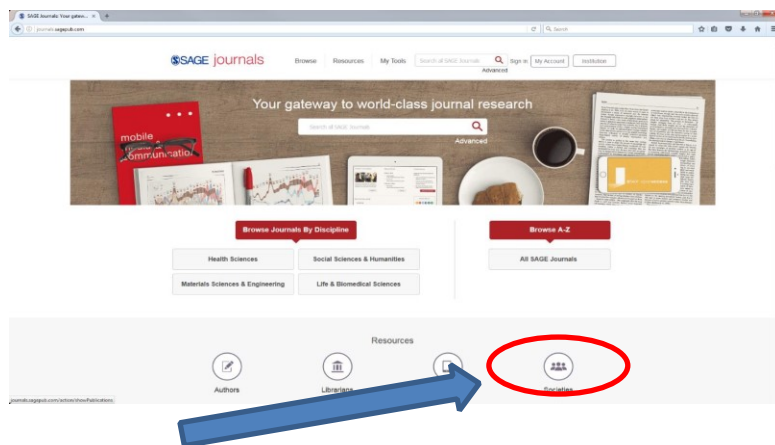 SAGE Journals: Your gatew...
journals.sagepub.com
Search
SAGE journals
Browse Resources My Tools Search all SAGE Journals Sign In My Account Institution
Advanced
Your gateway to world-class journal research
Search all SAGE Journals
Advanced
mobile
communication
Browse Journals By Discipline
Browse A-Z
Health Sciences Social Sciences & Humanities All SAGE Journals
Materials Sciences & Engineering Life & Biomedical Sciences
Resources
Authors Librarians Societies
journals.sagepub.com/action/showPublications